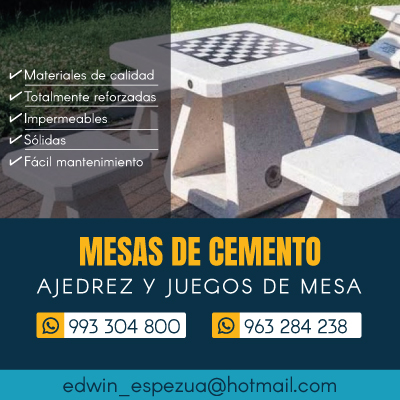 ✓Materiales de calidad
✓Totalmente reforzadas
✓Impermeables
✓Sólidas
✓Fácil mantenimiento
MESAS DE CEMENTO
AJEDREZ Y JUEGOS DE MESA
993 304 800
963 284 238
edwin_espezua@hotmail.com